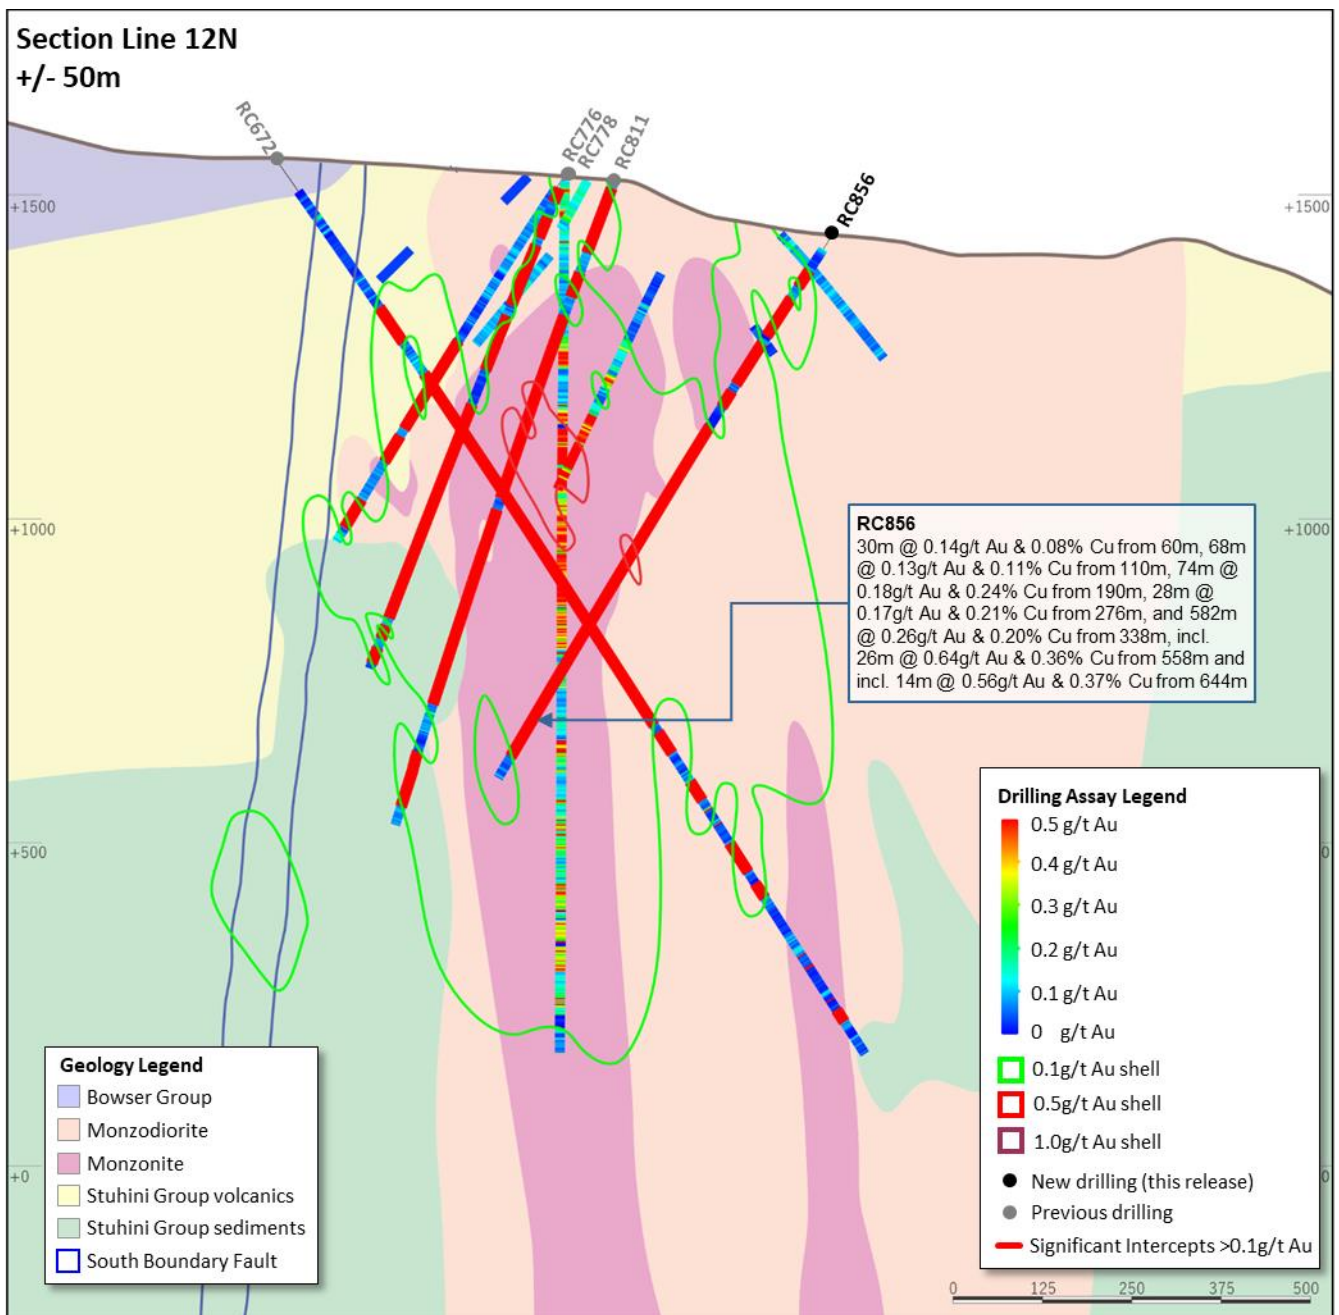 Section Line 12N
+/- 50m
RC672
RC776
RC778
RC811
RC856
+1500
+1500
+1000
+1000
RC856
30m @ 0.14g/t Au & 0.08% Cu from 60m, 68m
@ 0.13g/t Au & 0.11% Cu from 110m, 74m @
0.18g/t Au & 0.24% Cu from 190m, 28m @
0.17g/t Au & 0.21% Cu from 276m, and 582m
@ 0.26g/t Au & 0.20% Cu from 338m, incl.
26m @ 0.64g/t Au & 0.36% Cu from 558m and
incl. 14m @ 0.56g/t Au & 0.37% Cu from 644m
+500
0
Drilling Assay Legend
0.5 g/t Au
0.4 g/t Au
0.3 g/t Au
0.2 g/t Au
0.1 g/t Au
0 g/t Au
0.1g/t Au shell
0.5g/t Au shell
1.0g/t Au shell
New drilling (this release)
Previous drilling
Significant Intercepts >0.1g/t Au
Geology Legend
Bowser Group
Monzodiorite
Monzonite
Stuhini Group volcanics
Stuhini Group sediments
South Boundary Fault
+0
0
0 125 250 375 500